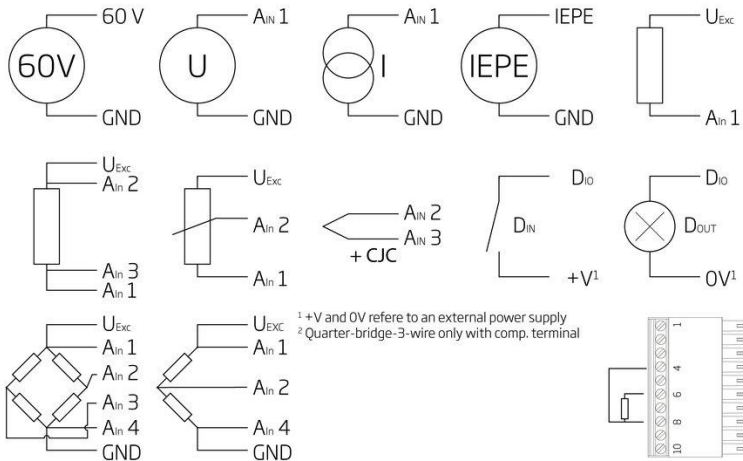 60 V
60V
GND
AIN 1
U
GND
AIN 1
I
GND
IEPE
IEPE
GND
UExc
AIn 1
UExc
AIn 2
AIn 3
AIn 1
UExc
AIn 2
AIn 1
AIN 2
AIN 3
+ CJC
DIO
DIN
+V¹
DIO
DOUT
0V¹
¹ +V and 0V refere to an external power supply
² Quarter-bridge-3-wire only with comp. terminal
UExc
AIn 1
AIn 2
AIn 3
AIn 4
GND
UEXC
AIn 1
AIn 2
AIn 4
GND
1
4
6
8
10